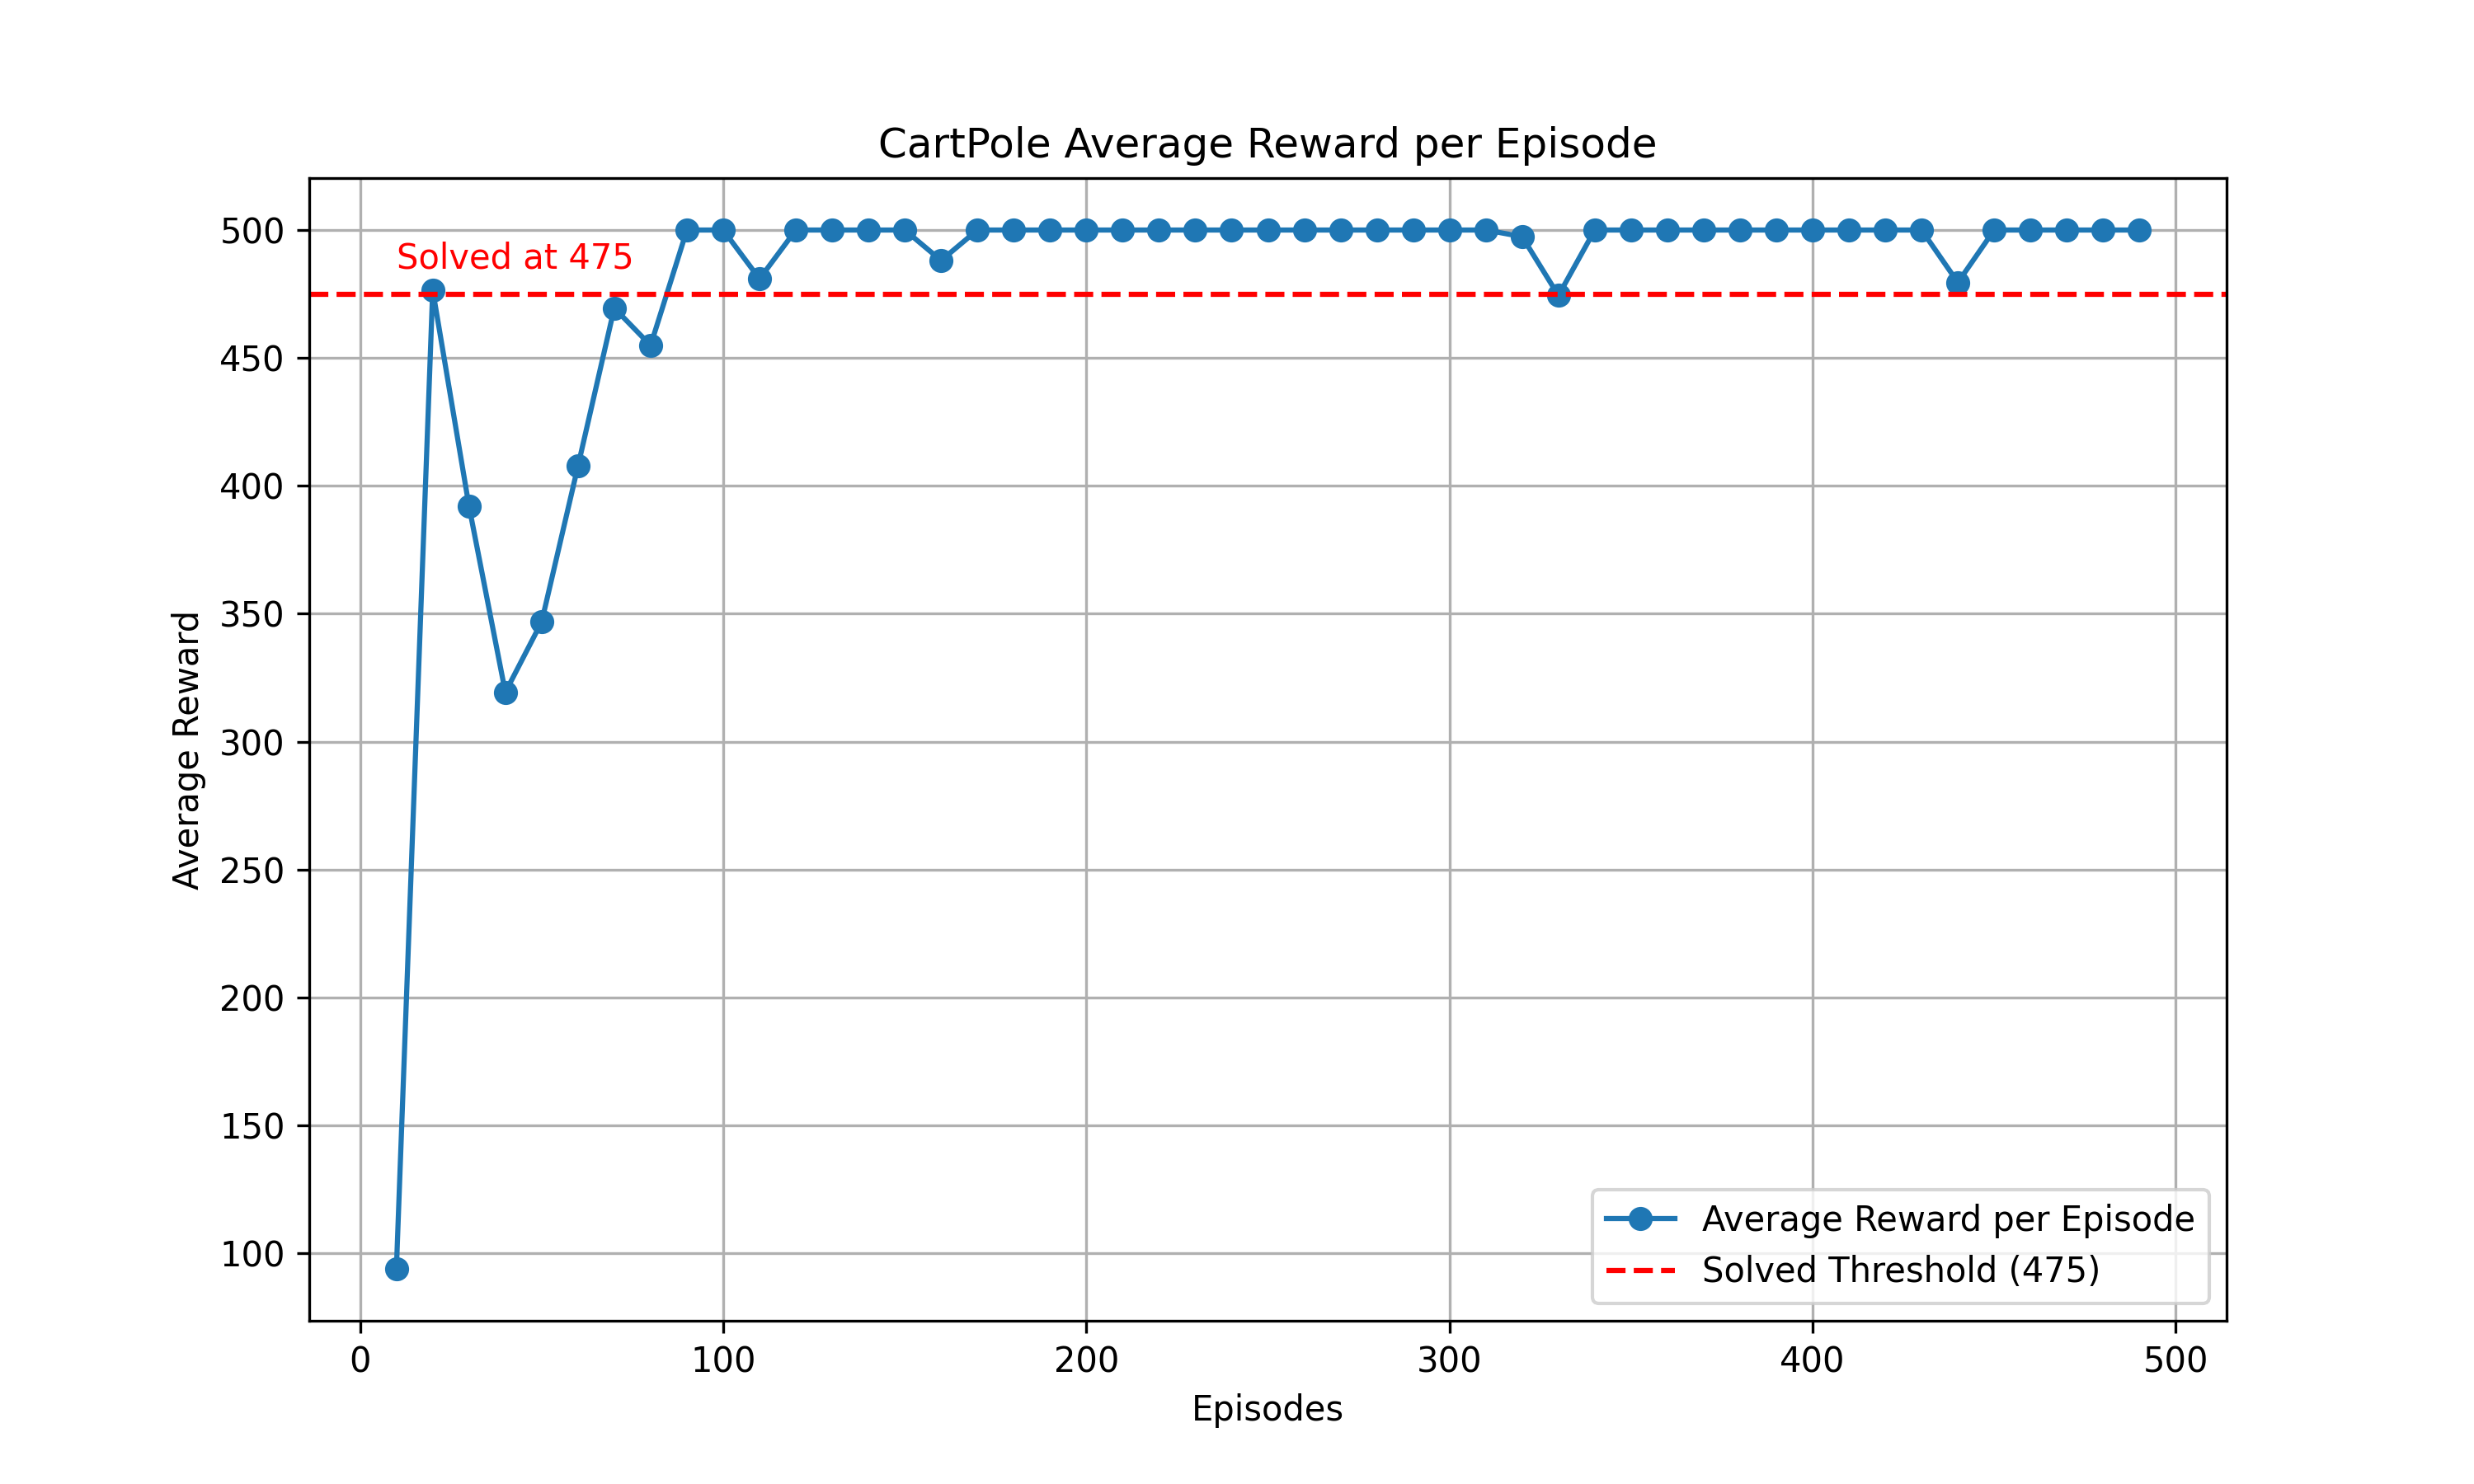 CartPole Average Reward per Episode
500
450
400
350
300
250
200
150
100
Average Reward
Solved at 475
Average Reward per Episode
Solved Threshold (475)
0 100 200 300 400 500
Episodes